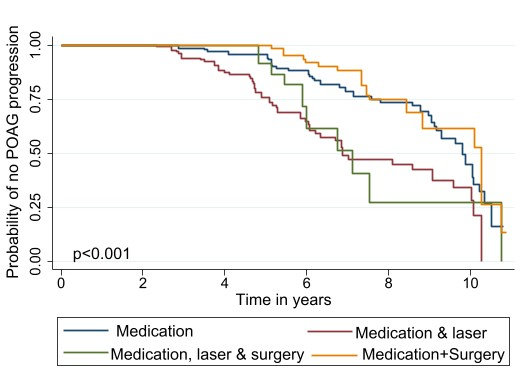 Probability of no POAG progression
1.00
0.75
0.50
0.25
0.00
p<0.001
0 2 4 6 8 10
Time in years
Medication
Medication & laser
Medication, laser & surgery
Medication+Surgery